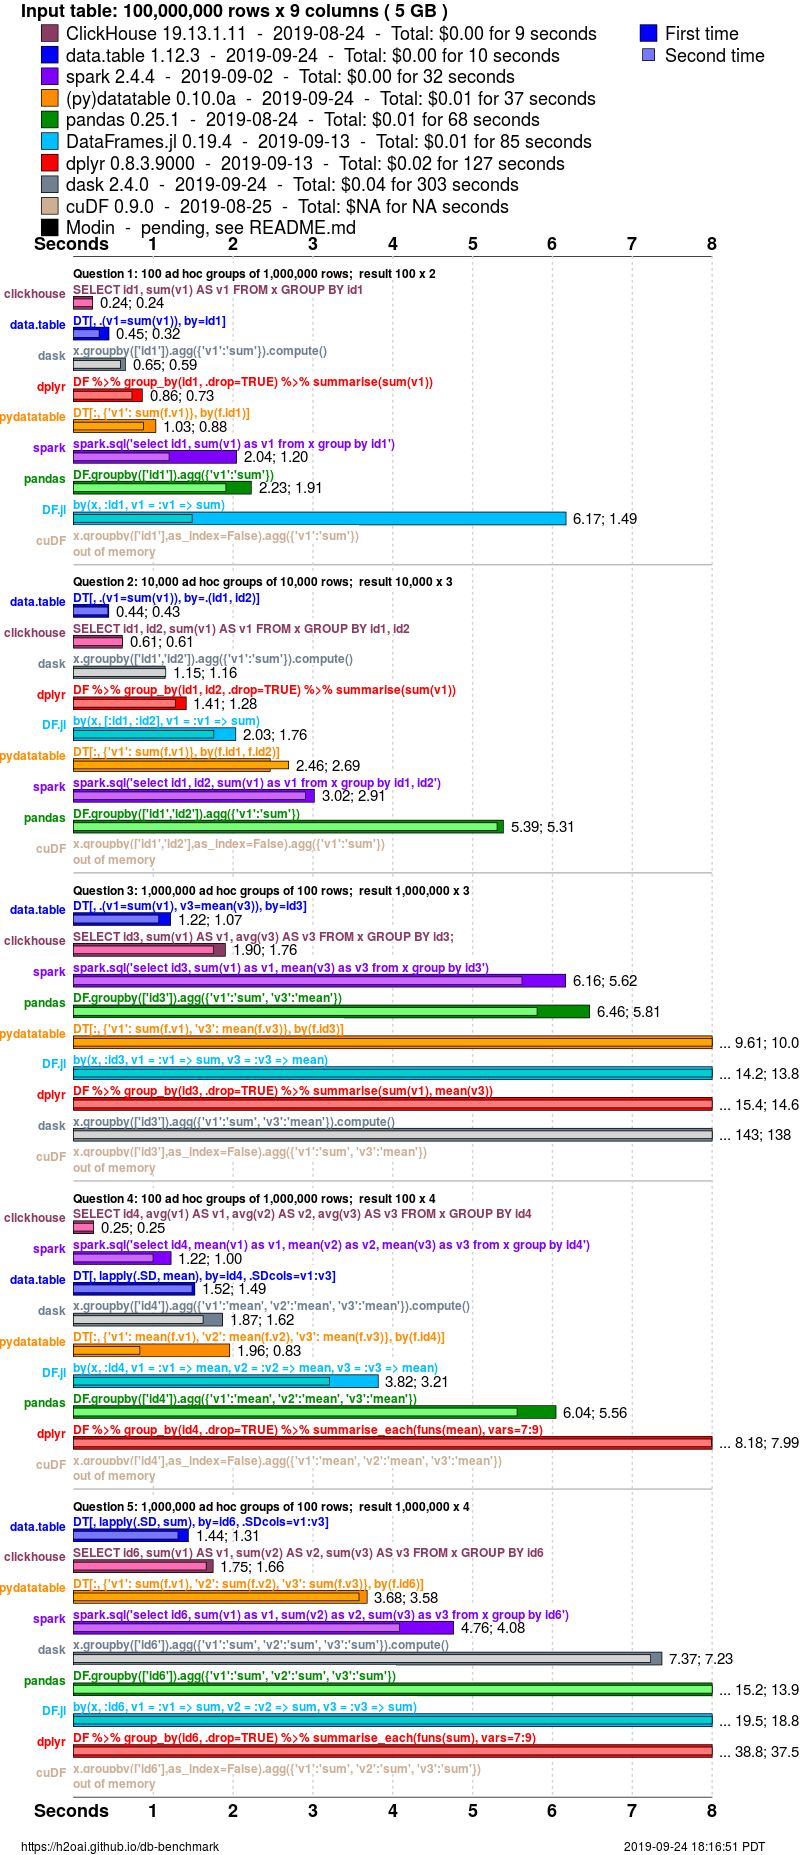 Input table: 100,000,000 rows x 9 columns ( 5 GB )
ClickHouse 19.13.1.11 - 2019-08-24 - Total: $0.00 for 9 seconds
First time
data.table 1.12.3 - 2019-09-24 - Total: $0.00 for 10 seconds
Second time
spark 2.4.4 - 2019-09-02 - Total: $0.00 for 32 seconds
(py)datatable 0.10.0a - 2019-09-24 - Total: $0.01 for 37 seconds
pandas 0.25.1 - 2019-08-24 - Total: $0.01 for 68 seconds
DataFrames.jl 0.19.4 - 2019-09-13 - Total: $0.01 for 85 seconds
dplyr 0.8.3.9000 - 2019-09-13 - Total: $0.02 for 127 seconds
dask 2.4.0 - 2019-09-24 - Total: $0.04 for 303 seconds
cuDF 0.9.0 - 2019-08-25 - Total: $NA for NA seconds
Modin - pending, see README.md
Seconds 1 2 3 4 5 6 7 8
Question 1: 100 ad hoc groups of 1,000,000 rows; result 100 x 2
clickhouse SELECT id1, sum(v1) AS v1 FROM x GROUP BY id1
0.24; 0.24
data.table DT[, .(v1=sum(v1)), by=id1]
0.45; 0.32
dask x.groupby(['id1']).agg({'v1':'sum'}).compute()
0.65; 0.59
dplyr DF %>% group_by(id1, .drop=TRUE) %>% summarise(sum(v1))
0.86; 0.73
pydatatable DT[:, {'v1': sum(f.v1)}, by(f.id1)]
1.03; 0.88
spark spark.sql('select id1, sum(v1) as v1 from x group by id1')
2.04; 1.20
pandas DF.groupby(['id1']).agg({'v1':'sum'})
2.23; 1.91
DF.jl by(x, :id1, v1 = :v1 => sum)
6.17; 1.49
cuDF x.groupby(['id1'],as_index=False).agg({'v1':'sum'})
out of memory
Question 2: 10,000 ad hoc groups of 10,000 rows; result 10,000 x 3
data.table DT[, .(v1=sum(v1)), by=.(id1, id2)]
0.44; 0.43
clickhouse SELECT id1, id2, sum(v1) AS v1 FROM x GROUP BY id1, id2
0.61; 0.61
dask x.groupby(['id1','id2']).agg({'v1':'sum'}).compute()
1.15; 1.16
dplyr DF %>% group_by(id1, id2, .drop=TRUE) %>% summarise(sum(v1))
1.41; 1.28
DF.jl by(x, [:id1, :id2], v1 = :v1 => sum)
2.03; 1.76
pydatatable DT[:, {'v1': sum(f.v1)}, by(f.id1, f.id2)]
2.46; 2.69
spark spark.sql('select id1, id2, sum(v1) as v1 from x group by id1, id2')
3.02; 2.91
pandas DF.groupby(['id1','id2']).agg({'v1':'sum'})
5.39; 5.31
cuDF x.groupby(['id1','id2'],as_index=False).agg({'v1':'sum'})
out of memory
Question 3: 1,000,000 ad hoc groups of 100 rows; result 1,000,000 x 3
data.table DT[, .(v1=sum(v1), v3=mean(v3)), by=id3]
1.22; 1.07
clickhouse SELECT id3, sum(v1) AS v1, avg(v3) AS v3 FROM x GROUP BY id3;
1.90; 1.76
spark spark.sql('select id3, sum(v1) as v1, mean(v3) as v3 from x group by id3')
6.16; 5.62
pandas DF.groupby(['id3']).agg({'v1':'sum', 'v3':'mean'})
6.46; 5.81
pydatatable DT[:, {'v1': sum(f.v1), 'v3': mean(f.v3)}, by(f.id3)]
... 9.61; 10.0
DF.jl by(x, :id3, v1 = :v1 => sum, v3 = :v3 => mean)
... 14.2; 13.8
dplyr DF %>% group_by(id3, .drop=TRUE) %>% summarise(sum(v1), mean(v3))
... 15.4; 14.6
dask x.groupby(['id3']).agg({'v1':'sum', 'v3':'mean'}).compute()
... 143; 138
cuDF x.groupby(['id3'],as_index=False).agg({'v1':'sum', 'v3':'mean'})
out of memory
Question 4: 100 ad hoc groups of 1,000,000 rows; result 100 x 4
clickhouse SELECT id4, avg(v1) AS v1, avg(v2) AS v2, avg(v3) AS v3 FROM x GROUP BY id4
0.25; 0.25
spark spark.sql('select id4, mean(v1) as v1, mean(v2) as v2, mean(v3) as v3 from x group by id4')
1.22; 1.00
data.table DT[, lapply(.SD, mean), by=id4, .SDcols=v1:v3]
1.52; 1.49
dask x.groupby(['id4']).agg({'v1':'mean', 'v2':'mean', 'v3':'mean'}).compute()
1.87; 1.62
pydatatable DT[:, {'v1': mean(f.v1), 'v2': mean(f.v2), 'v3': mean(f.v3)}, by(f.id4)]
1.96; 0.83
DF.jl by(x, :id4, v1 = :v1 => mean, v2 = :v2 => mean, v3 = :v3 => mean)
3.82; 3.21
pandas DF.groupby(['id4']).agg({'v1':'mean', 'v2':'mean', 'v3':'mean'})
6.04; 5.56
dplyr DF %>% group_by(id4, .drop=TRUE) %>% summarise_each(funs(mean), vars=7:9)
... 8.18; 7.99
cuDF x.groupby(['id4'],as_index=False).agg({'v1':'mean', 'v2':'mean', 'v3':'mean'})
out of memory
Question 5: 1,000,000 ad hoc groups of 100 rows; result 1,000,000 x 4
data.table DT[, lapply(.SD, sum), by=id6, .SDcols=v1:v3]
1.44; 1.31
clickhouse SELECT id6, sum(v1) AS v1, sum(v2) AS v2, sum(v3) AS v3 FROM x GROUP BY id6
1.75; 1.66
pydatatable DT[:, {'v1': sum(f.v1), 'v2': sum(f.v2), 'v3': sum(f.v3)}, by(f.id6)]
3.68; 3.58
spark spark.sql('select id6, sum(v1) as v1, sum(v2) as v2, sum(v3) as v3 from x group by id6')
4.76; 4.08
dask x.groupby(['id6']).agg({'v1':'sum', 'v2':'sum', 'v3':'sum'}).compute()
7.37; 7.23
pandas DF.groupby(['id6']).agg({'v1':'sum', 'v2':'sum', 'v3':'sum'})
... 15.2; 13.9
DF.jl by(x, :id6, v1 = :v1 => sum, v2 = :v2 => sum, v3 = :v3 => sum)
... 19.5; 18.8
dplyr DF %>% group_by(id6, .drop=TRUE) %>% summarise_each(funs(sum), vars=7:9)
... 38.8; 37.5
cuDF x.groupby(['id6'],as_index=False).agg({'v1':'sum', 'v2':'sum', 'v3':'sum'})
out of memory
Seconds 1 2 3 4 5 6 7 8
https://h2oai.github.io/db-benchmark
2019-09-24 18:16:51 PDT